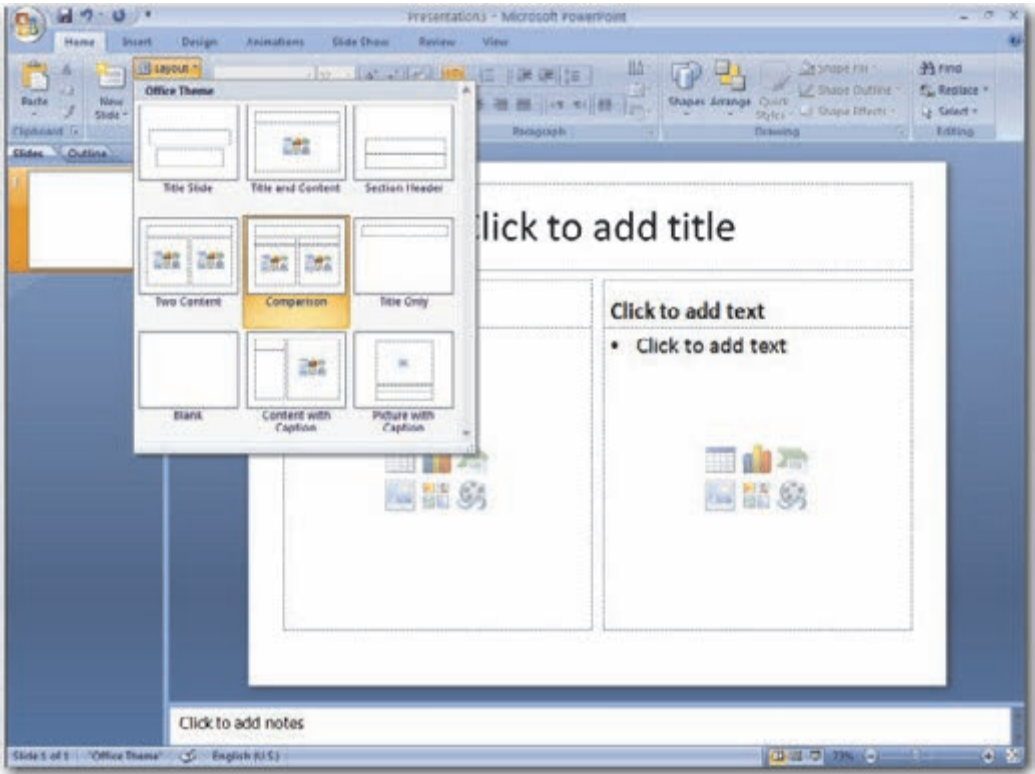 Presentation3 - Microsoft PowerPoint
Home Insert Design Animations Slide Show Review View
Layout
Paste
New Slide
Clipboard
Shapes Arrange Quick Styles
Shape Fill
Shape Outline
Shape Effects
Find
Replace
Select
Paragraph
Drawing
Editing
Slides Outline
Office Theme
Title Slide Title and Content Section Header
Two Content Comparison Title Only
Blank Content with Caption Picture with Caption
lick to add title
Click to add text
• Click to add text
Click to add notes
Slide 1 of 1 "Office Theme" English (U.S.) 73%